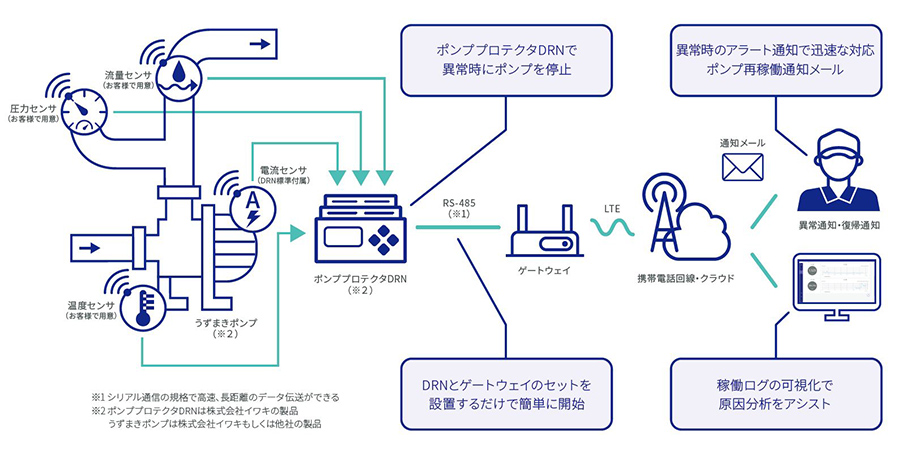 流量センサ
(お客様で用意)
圧力センサ
(お客様で用意)
電流センサ
(DRN標準付属)
A
温度センサ
(お客様で用意)
うずまきポンプ
(※2)
ポンププロテクタDRN
(※2)
ポンププロテクタDRNで
異常時にポンプを停止
RS-485
(※1)
ゲートウェイ
LTE
DRNとゲートウェイのセットを
設置するだけで簡単に開始
携帯電話回線・クラウド
異常時のアラート通知で迅速な対応
ポンプ再稼働通知メール
通知メール
異常通知・復帰通知
稼働ログの可視化で
原因分析をアシスト
※1 シリアル通信の規格で高速、長距離のデータ伝送ができる
※2 ポンププロテクタDRNは株式会社イワキの製品
うずまきポンプは株式会社イワキもしくは他社の製品